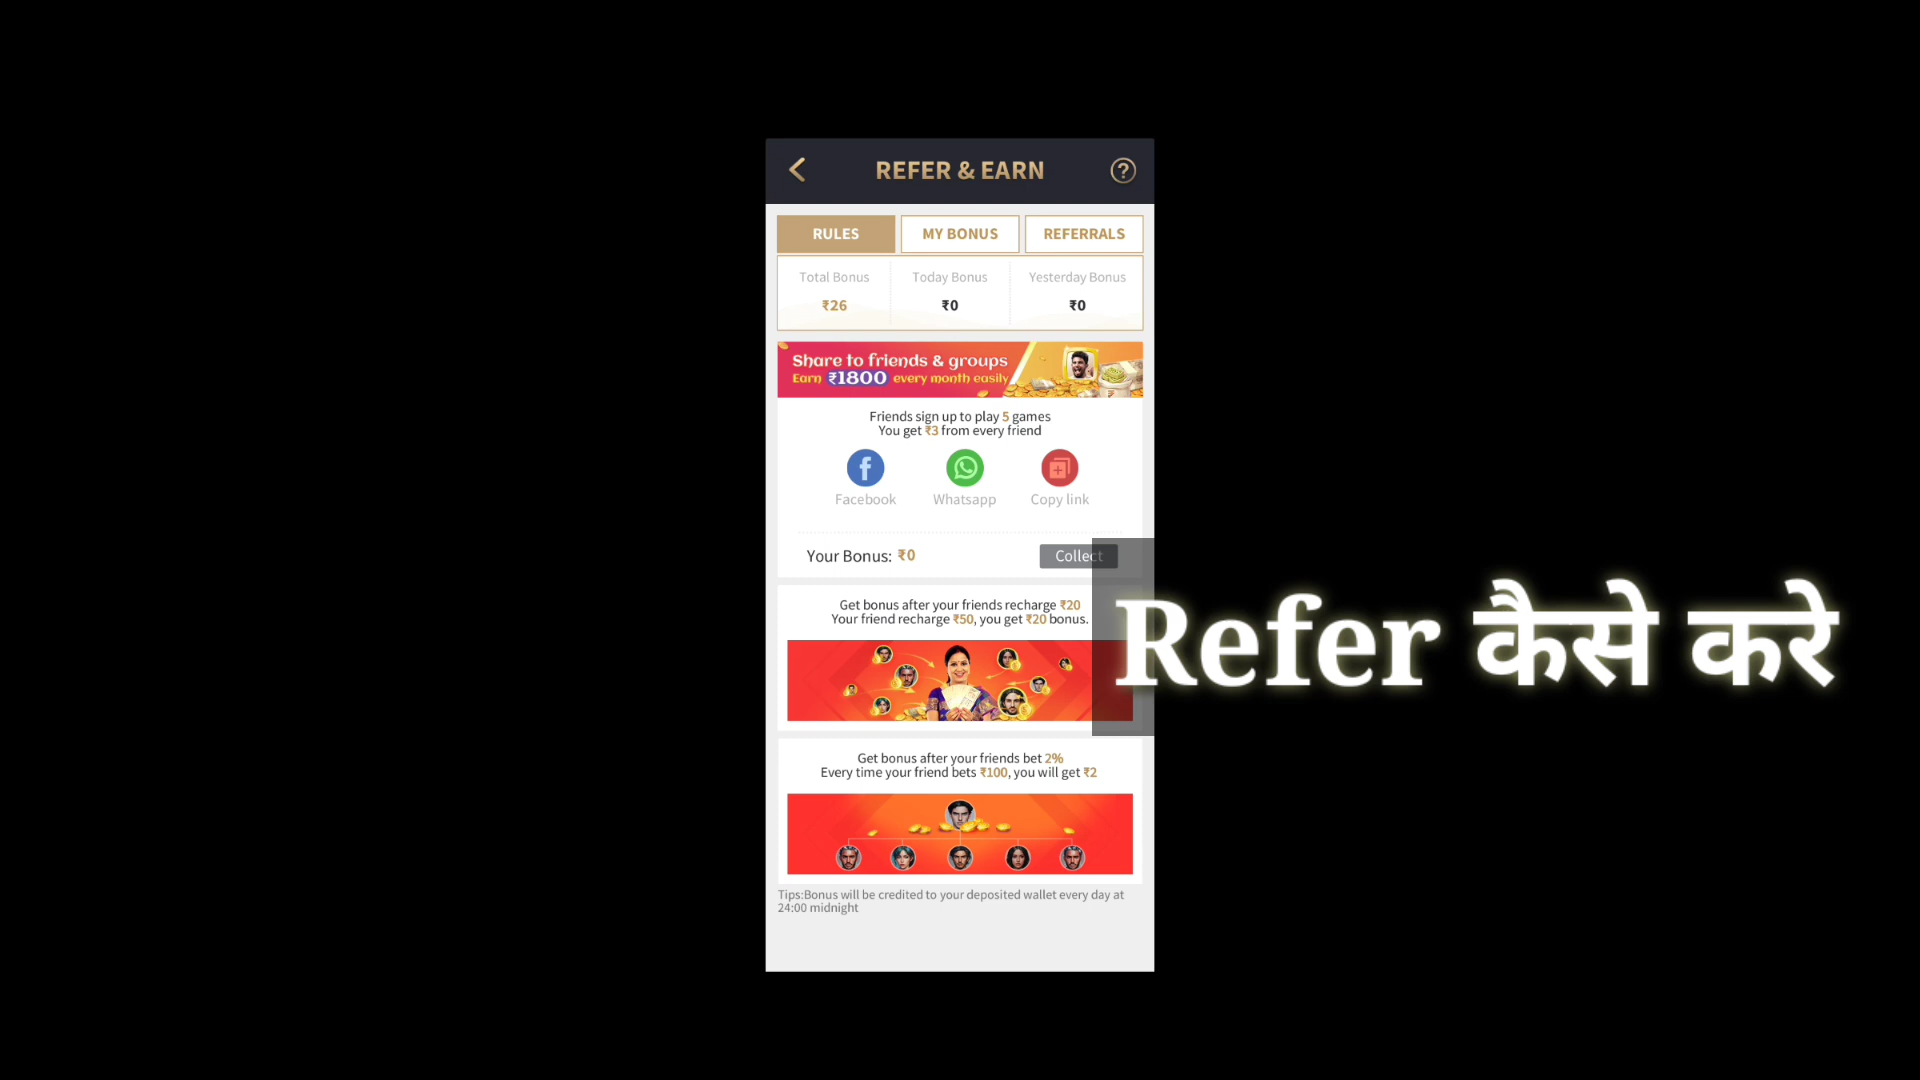 REFER & EARN
?
RULES
MY BONUS
REFERRALS
Total Bonus
Today Bonus
Yesterday Bonus
₹26
₹0
₹0
Share to friends & groups
Earn ₹1800 every month easily
Friends sign up to play 5 games
You get ₹3 from every friend
Facebook
Whatsapp
Copy link
Your Bonus: ₹0
Collect
Get bonus after your friends recharge ₹20
Your friend recharge ₹50, you get ₹20 bonus.
Refer कैसे करे
Get bonus after your friends bet 2%
Every time your friend bets ₹100, you will get ₹2
Tips:Bonus will be credited to your deposited wallet every day at
24:00 midnight